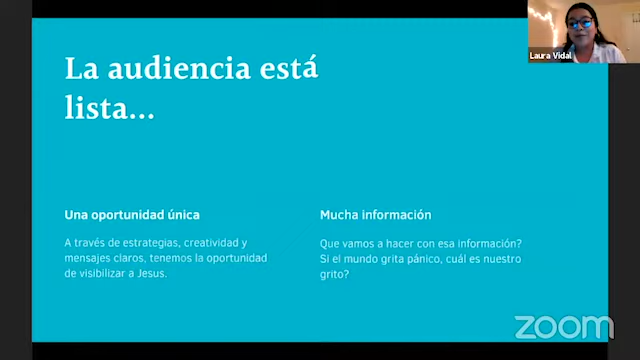 La audiencia está
lista...
Una oportunidad única
A través de estrategias, creatividad y
mensajes claros, tenemos la oportunidad
de visibilizar a Jesus.
Mucha información
Que vamos a hacer con esa información?
Si el mundo grita pánico, cuál es nuestro
grito?
Laura Vidal
zoom